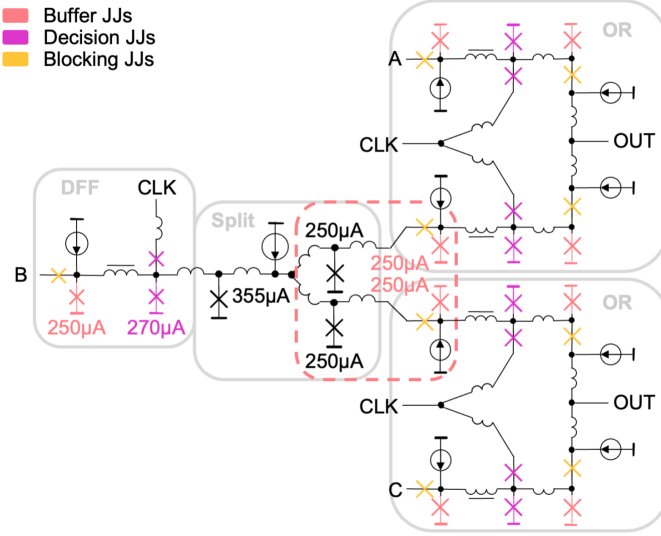 Buffer JJs
Decision JJs
Blocking JJs
OR
A
CLK
OUT
DFF
CLK
Split
250μA
B
355μA
250μA
250μA
250μA
270μA
250μA
OR
CLK
OUT
C